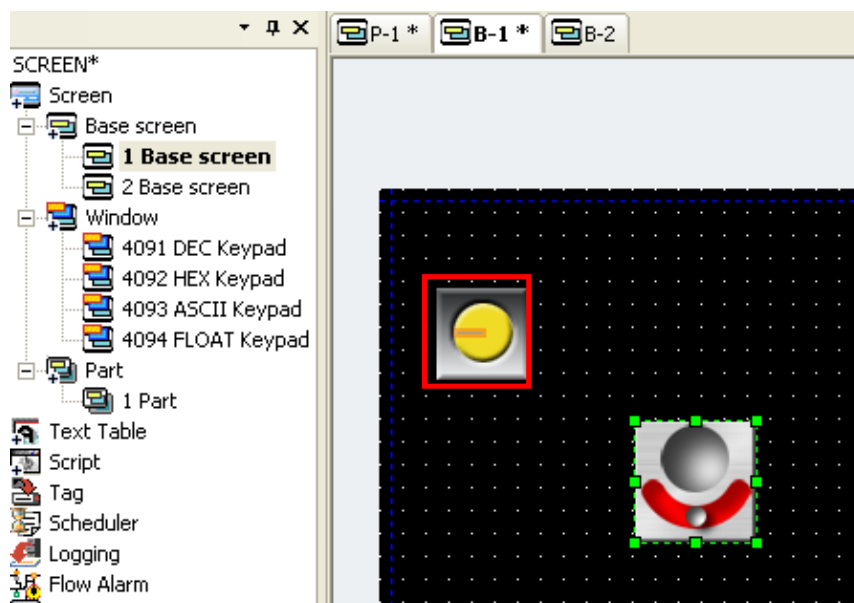 P-1 * B-1 * B-2
SCREEN*
Screen
Base screen
1 Base screen
2 Base screen
Window
4091 DEC Keypad
4092 HEX Keypad
4093 ASCII Keypad
4094 FLOAT Keypad
Part
1 Part
Text Table
Script
Tag
Scheduler
Logging
Flow Alarm